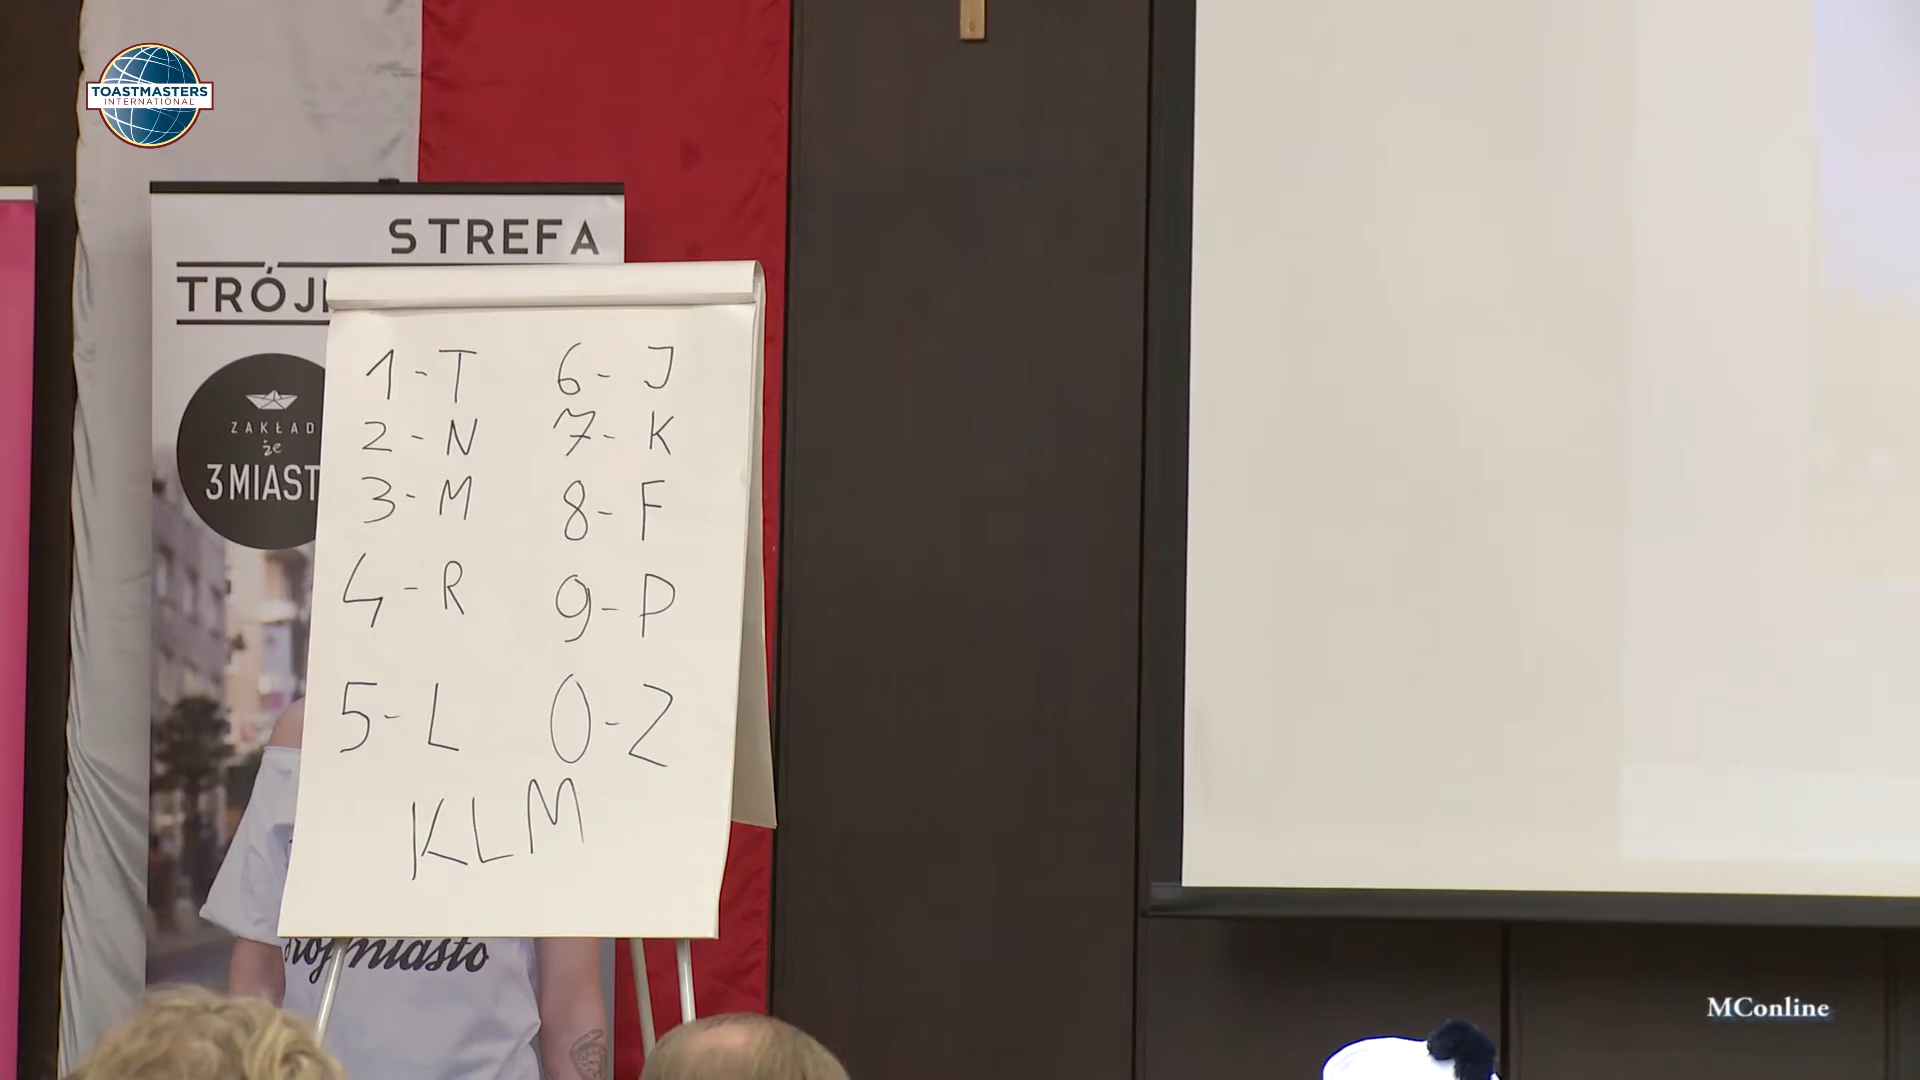 TOASTMASTERS
INTERNATIONAL
STREFA
TRÓJ
ZAKŁAD
że
3MIAST
1-T 6-J
2-N 7-K
3-M 8-F
4-R 9-P
5-L 0-Z
KLM
rójmiasto
MConline